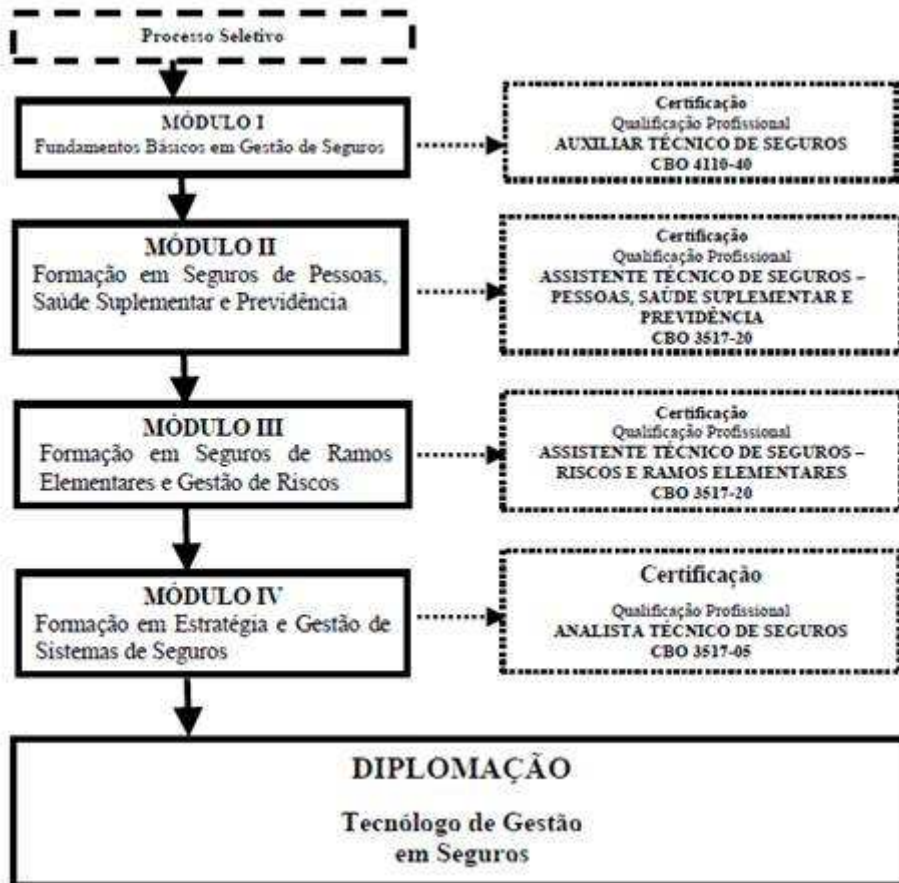 Processo Seletivo
MÓDULO I
Fundamentos Básicos em Gestão de Seguros
Certificação
Qualificação Profissional
AUXILIAR TÉCNICO DE SEGUROS
CBO 4110-40
MÓDULO II
Formação em Seguros de Pessoas,
Saúde Suplementar e Previdência
Certificação
Qualificação Profissional
ASSISTENTE TÉCNICO DE SEGUROS –
PESSOAS, SAÚDE SUPLEMENTAR E
PREVIDÊNCIA
CBO 3517-20
MÓDULO III
Formação em Seguros de Ramos
Elementares e Gestão de Riscos
Certificação
Qualificação Profissional
ASSISTENTE TÉCNICO DE SEGUROS –
RISCOS E RAMOS ELEMENTARES
CBO 3517-20
MÓDULO IV
Formação em Estratégia e Gestão de
Sistemas de Seguros
Certificação
Qualificação Profissional
ANALISTA TÉCNICO DE SEGUROS
CBO 3517-05
DIPLOMAÇÃO
Tecnólogo de Gestão
em Seguros